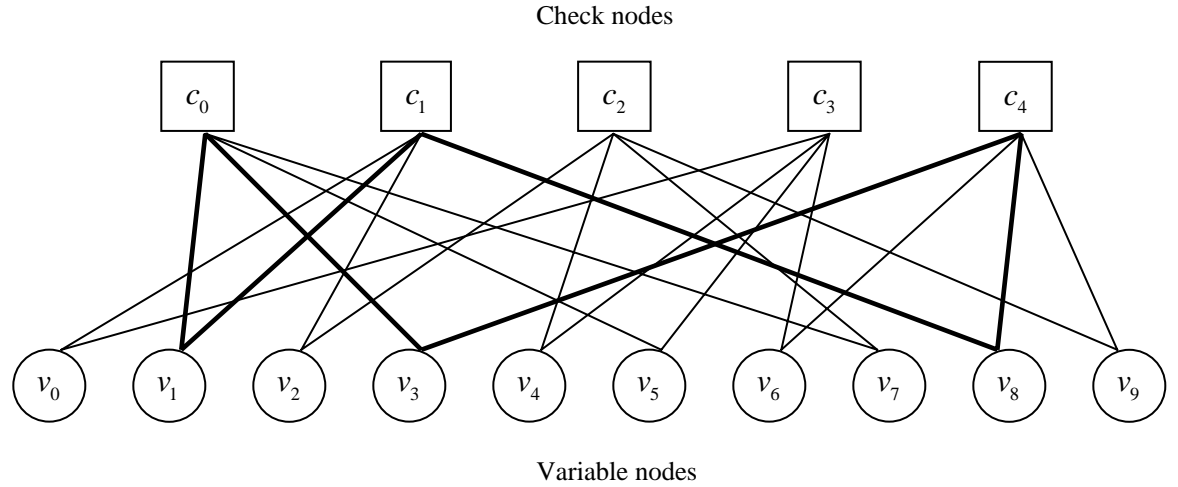 Check nodes
c₀ c₁ c₂ c₃ c₄
v₀ v₁ v₂ v₃ v₄ v₅ v₆ v₇ v₈ v₉
Variable nodes